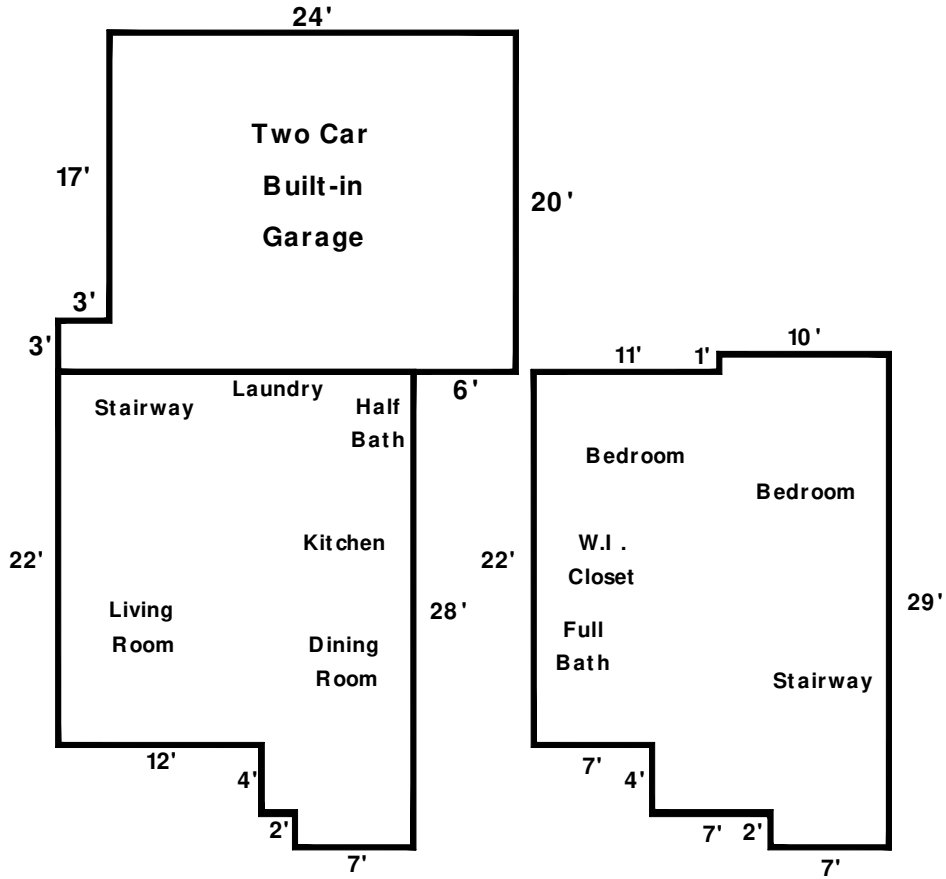 24'
Two Car
Built-in
Garage
17'
20'
3'
3'
6'
Laundry
Stairway
Half
Bath
Kitchen
22'
Living
Room
Dining
Room
28'
12'
4'
2'
7'
11'
1'
10'
Bedroom
Bedroom
22'
W.I.
Closet
Full
Bath
29'
Stairway
7'
4'
7'
2'
7'